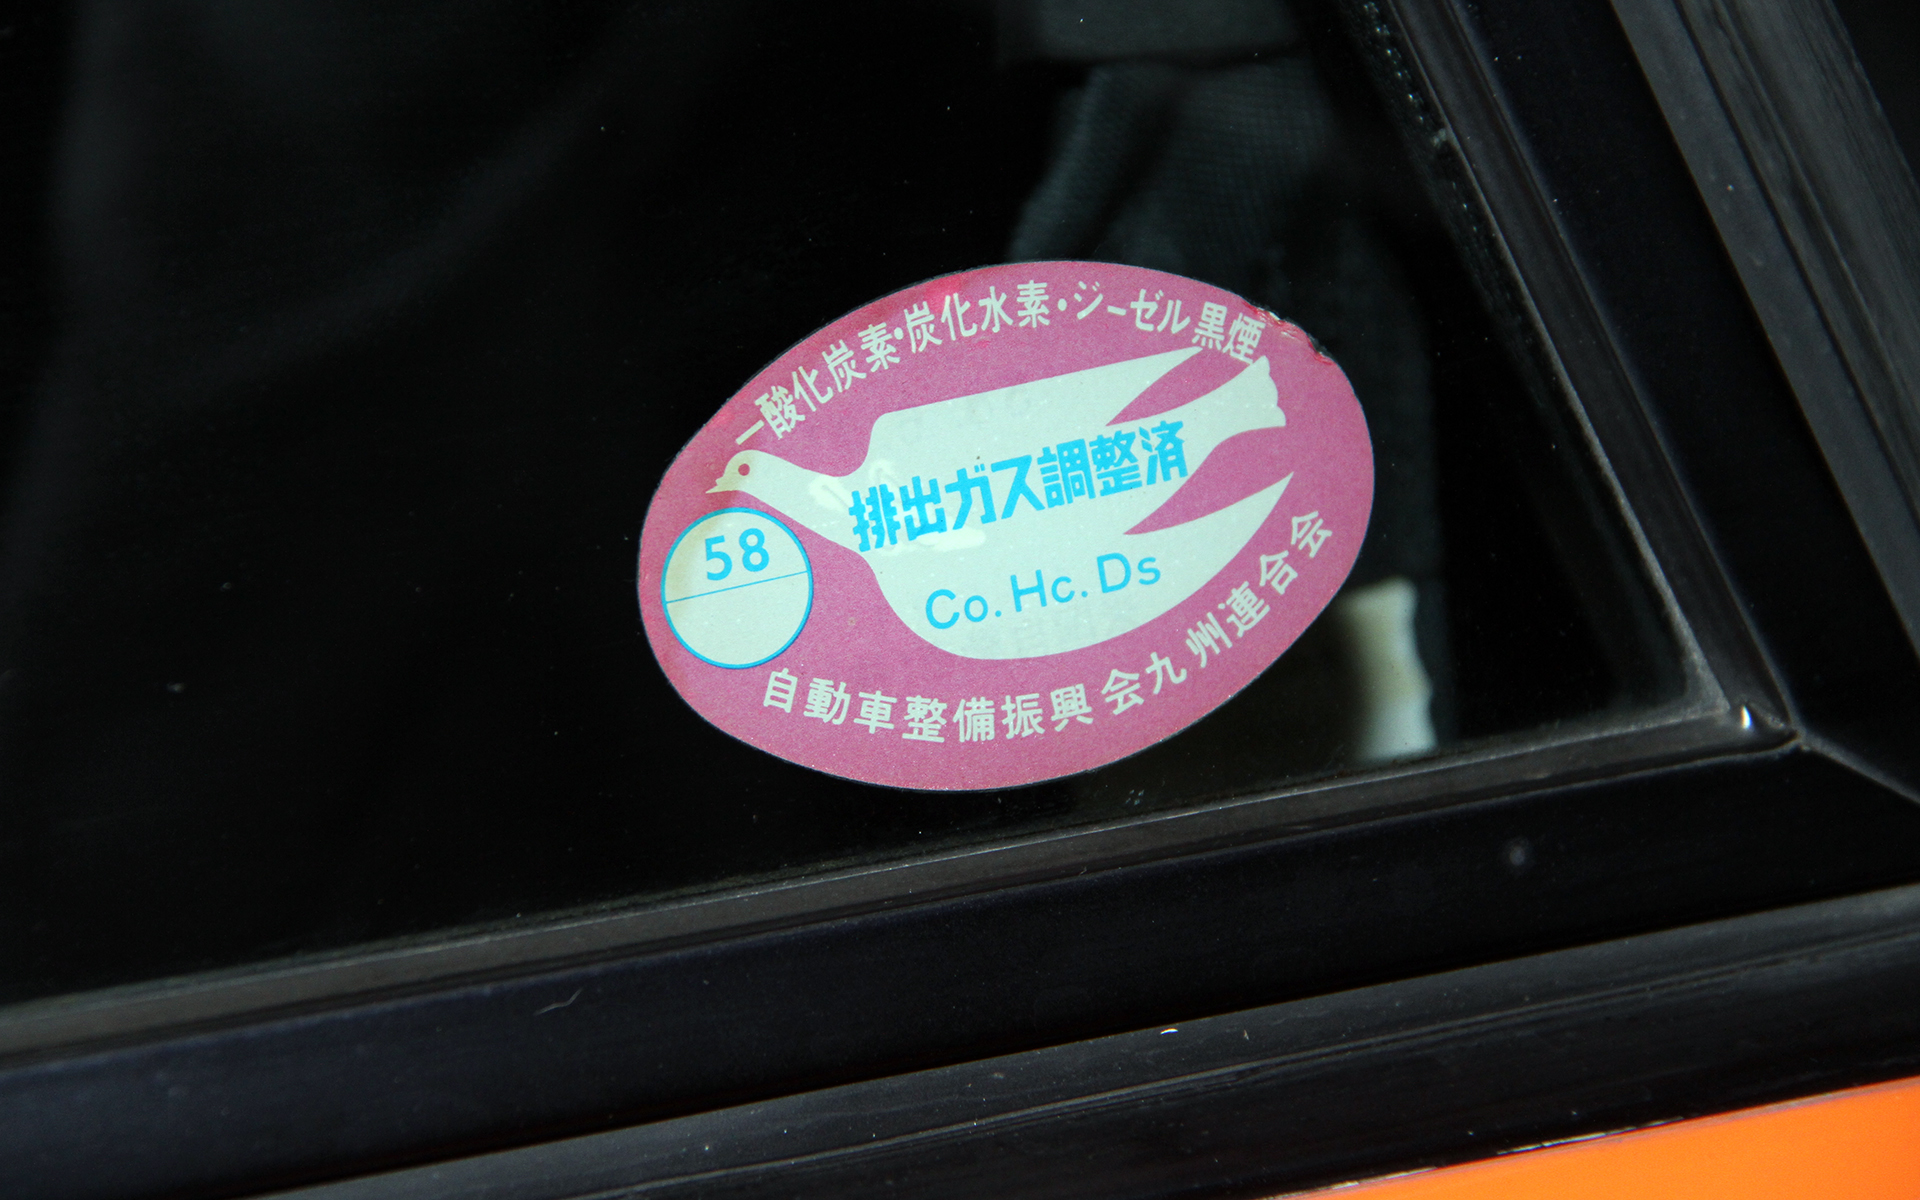 一酸化炭素・炭化水素・ジーゼル黒煙
排出ガス調整済
58
Co. Hc. Ds
自動車整備振興会九州連合会